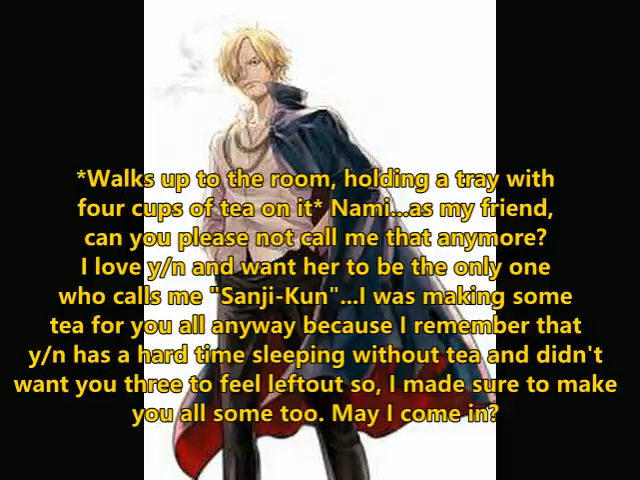 *Walks up to the room, holding a tray with
four cups of tea on it* Nami...as my friend,
can you please not call me that anymore?
I love y/n and want her to be the only one
who calls me "Sanji-Kun"...I was making some
tea for you all anyway because I remember that
y/n has a hard time sleeping without tea and didn't
want you three to feel leftout so, I made sure to make
you all some too. May I come in?